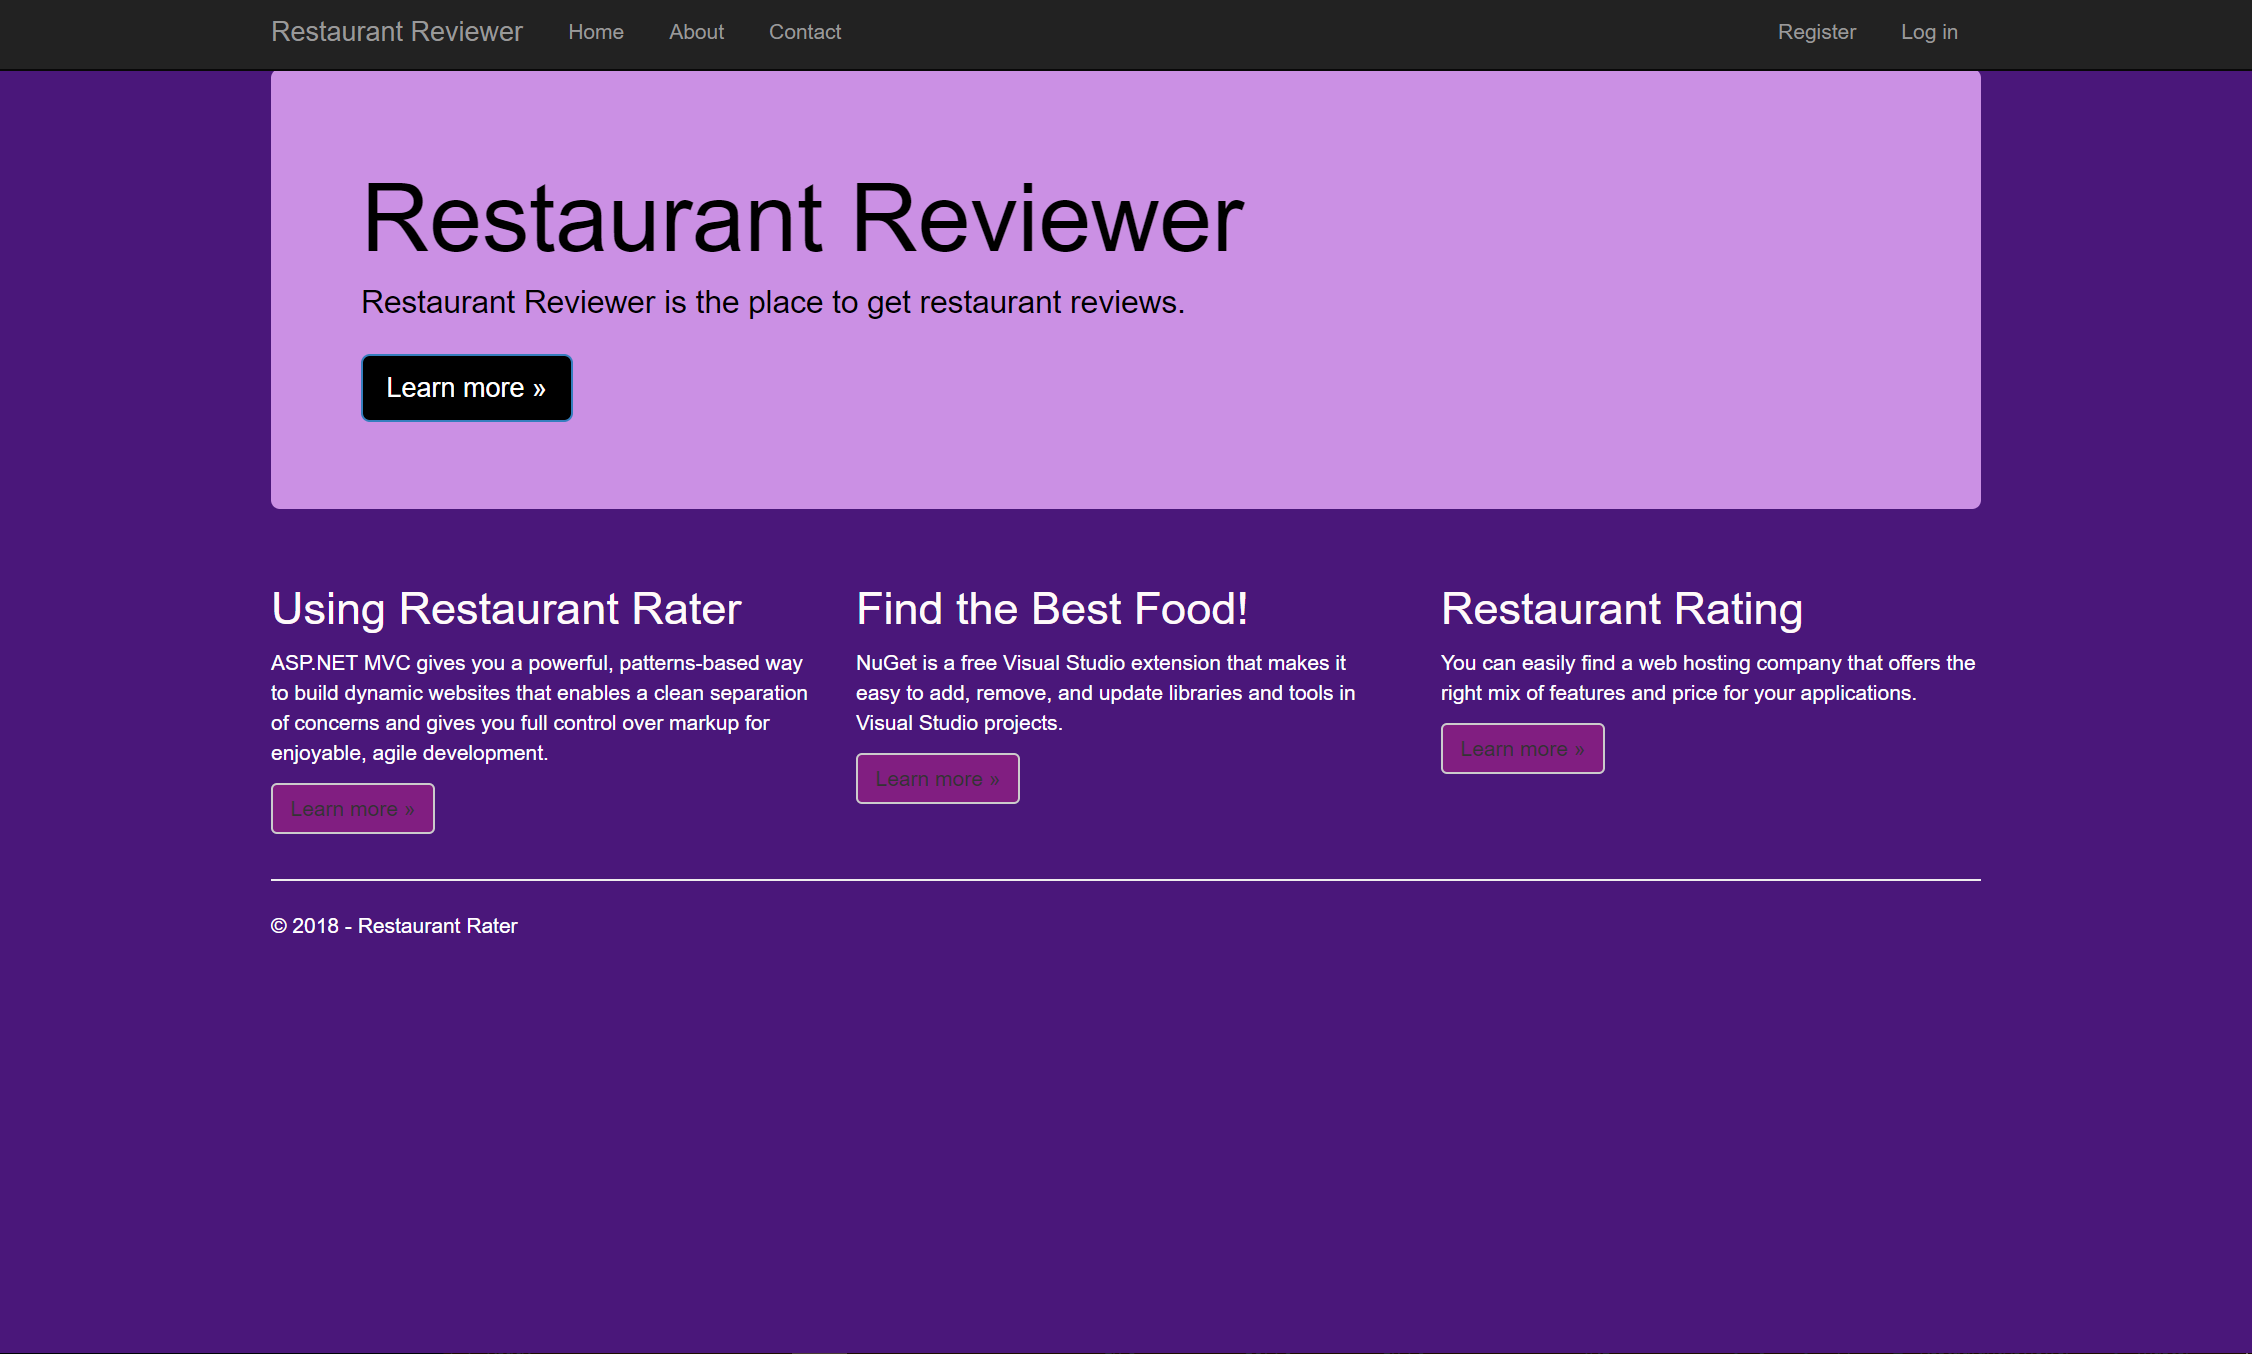 Restaurant Reviewer Home About Contact Register Log in
Restaurant Reviewer
Restaurant Reviewer is the place to get restaurant reviews.
Learn more »
Using Restaurant Rater
ASP.NET MVC gives you a powerful, patterns-based way
to build dynamic websites that enables a clean separation
of concerns and gives you full control over markup for
enjoyable, agile development.
Learn more »
Find the Best Food!
NuGet is a free Visual Studio extension that makes it
easy to add, remove, and update libraries and tools in
Visual Studio projects.
Learn more »
Restaurant Rating
You can easily find a web hosting company that offers the
right mix of features and price for your applications.
Learn more »
© 2018 - Restaurant Rater